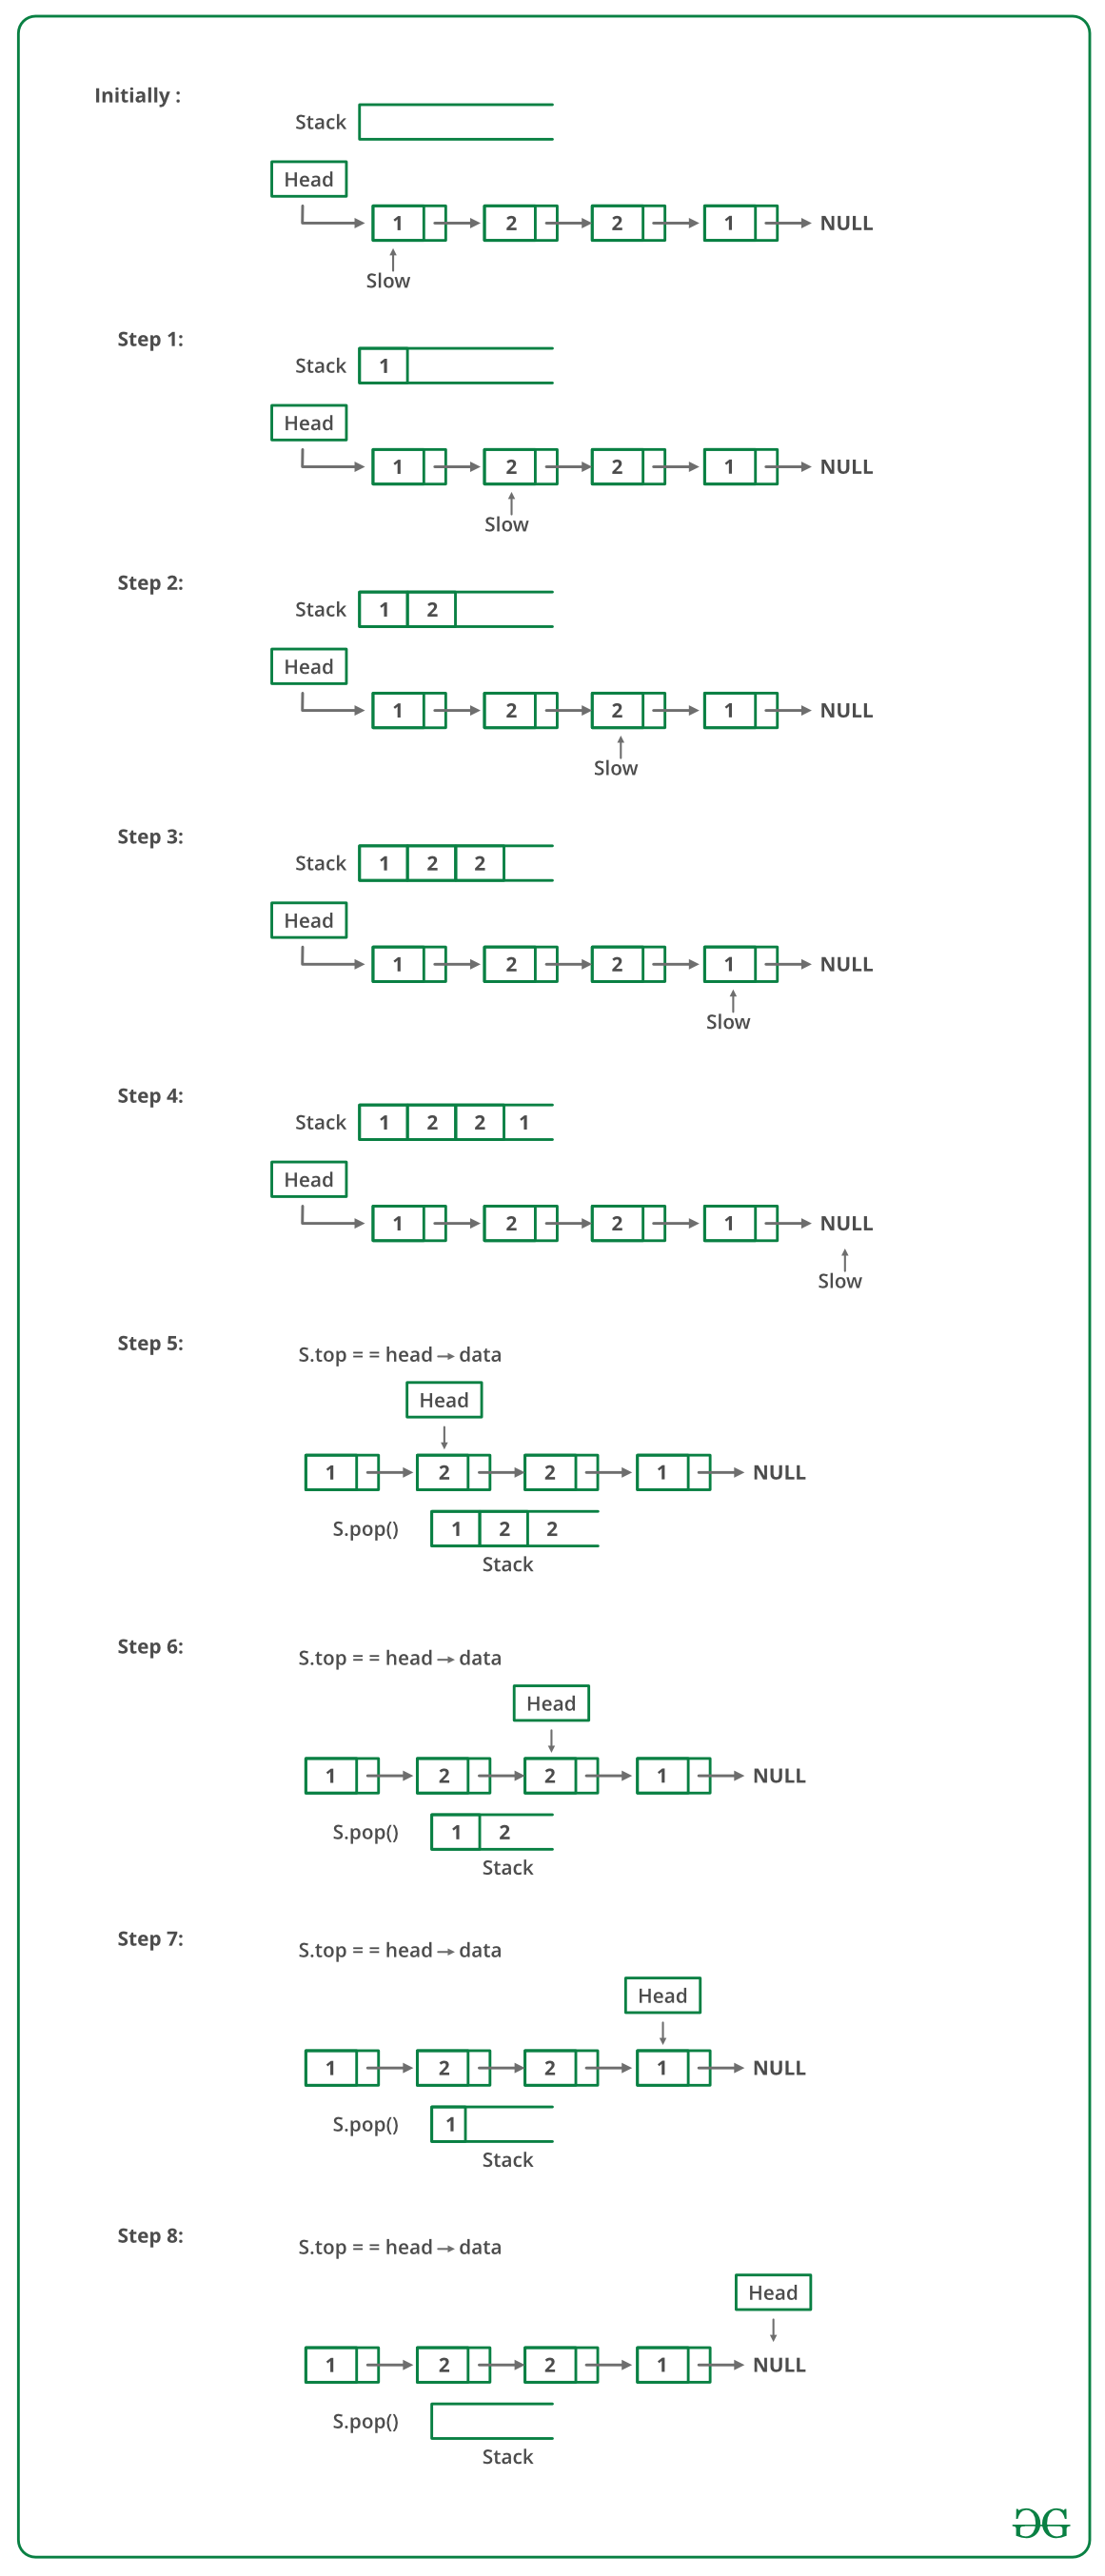 Initially :
Stack
Head
1 2 2 1 NULL
Slow
Step 1:
Stack 1
Head
1 2 2 1 NULL
Slow
Step 2:
Stack 1 2
Head
1 2 2 1 NULL
Slow
Step 3:
Stack 1 2 2
Head
1 2 2 1 NULL
Slow
Step 4:
Stack 1 2 2 1
Head
1 2 2 1 NULL
Slow
Step 5:
S.top = = head→data
Head
1 2 2 1 NULL
S.pop() 1 2 2
Stack
Step 6:
S.top = = head→data
Head
1 2 2 1 NULL
S.pop() 1 2
Stack
Step 7:
S.top = = head→data
Head
1 2 2 1 NULL
S.pop() 1
Stack
Step 8:
S.top = = head→data
Head
1 2 2 1 NULL
S.pop()
Stack